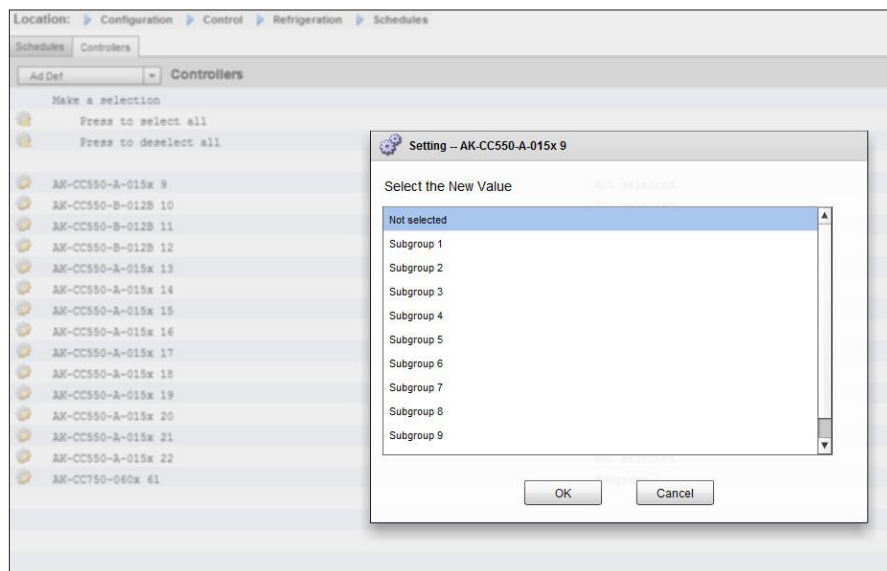 Location: Configuration Control Refrigeration Schedules
Schedules Controllers
Ad Def Controllers
Make a selection
Press to select all
Press to deselect all
AK-CC550-A-015x 9
AK-CC550-B-012B 10
AK-CC550-B-012B 11
AK-CC550-B-012B 12
AK-CC550-A-015x 13
AK-CC550-A-015x 14
AK-CC550-A-015x 15
AK-CC550-A-015x 16
AK-CC550-A-015x 17
AK-CC550-A-015x 18
AK-CC550-A-015x 19
AK-CC550-A-015x 20
AK-CC550-A-015x 21
AK-CC550-A-015x 22
AK-CC750-060x 61
Setting -- AK-CC550-A-015x 9
Select the New Value
Not selected
Not selected
Subgroup 1
Subgroup 2
Subgroup 3
Subgroup 4
Subgroup 5
Subgroup 6
Subgroup 7
Subgroup 8
Subgroup 9
Not selected
OK Cancel